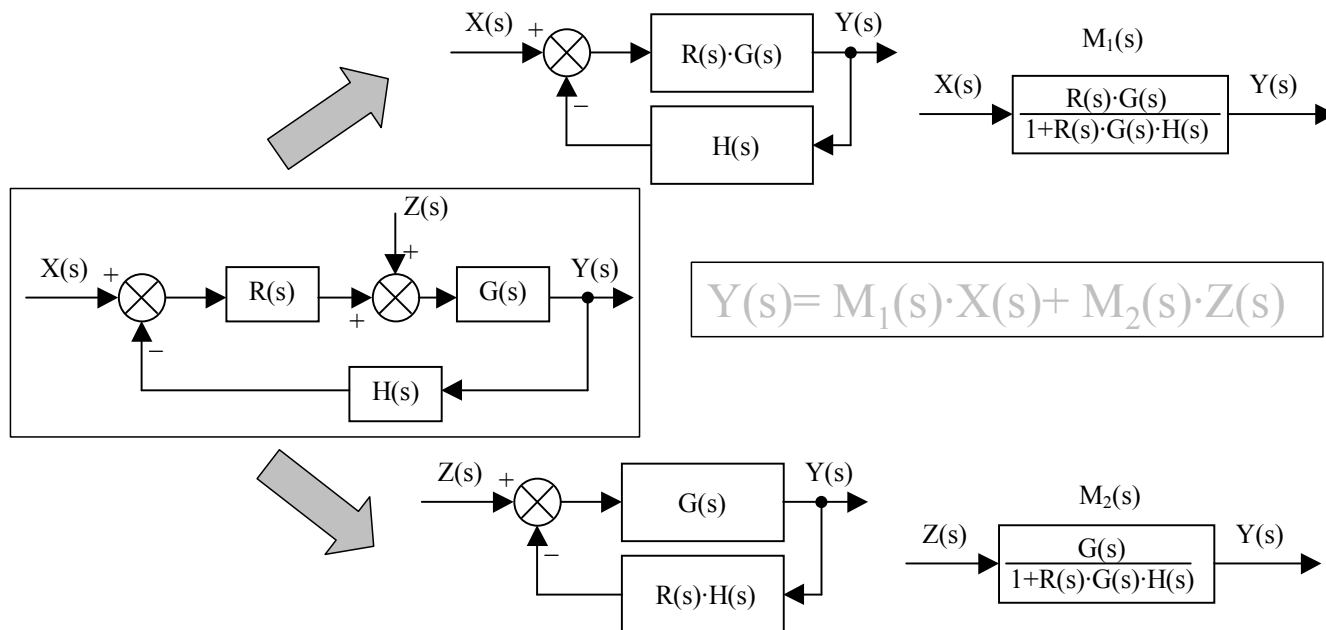 X(s)
+
R(s)·G(s)
Y(s)
−
H(s)
M₁(s)
X(s)
R(s)·G(s)
1+R(s)·G(s)·H(s)
Y(s)
Z(s)
X(s)
+
R(s)
+
+
G(s)
Y(s)
−
H(s)
Y(s)= M₁(s)·X(s)+ M₂(s)·Z(s)
Z(s)
+
G(s)
Y(s)
−
R(s)·H(s)
M₂(s)
Z(s)
G(s)
1+R(s)·G(s)·H(s)
Y(s)